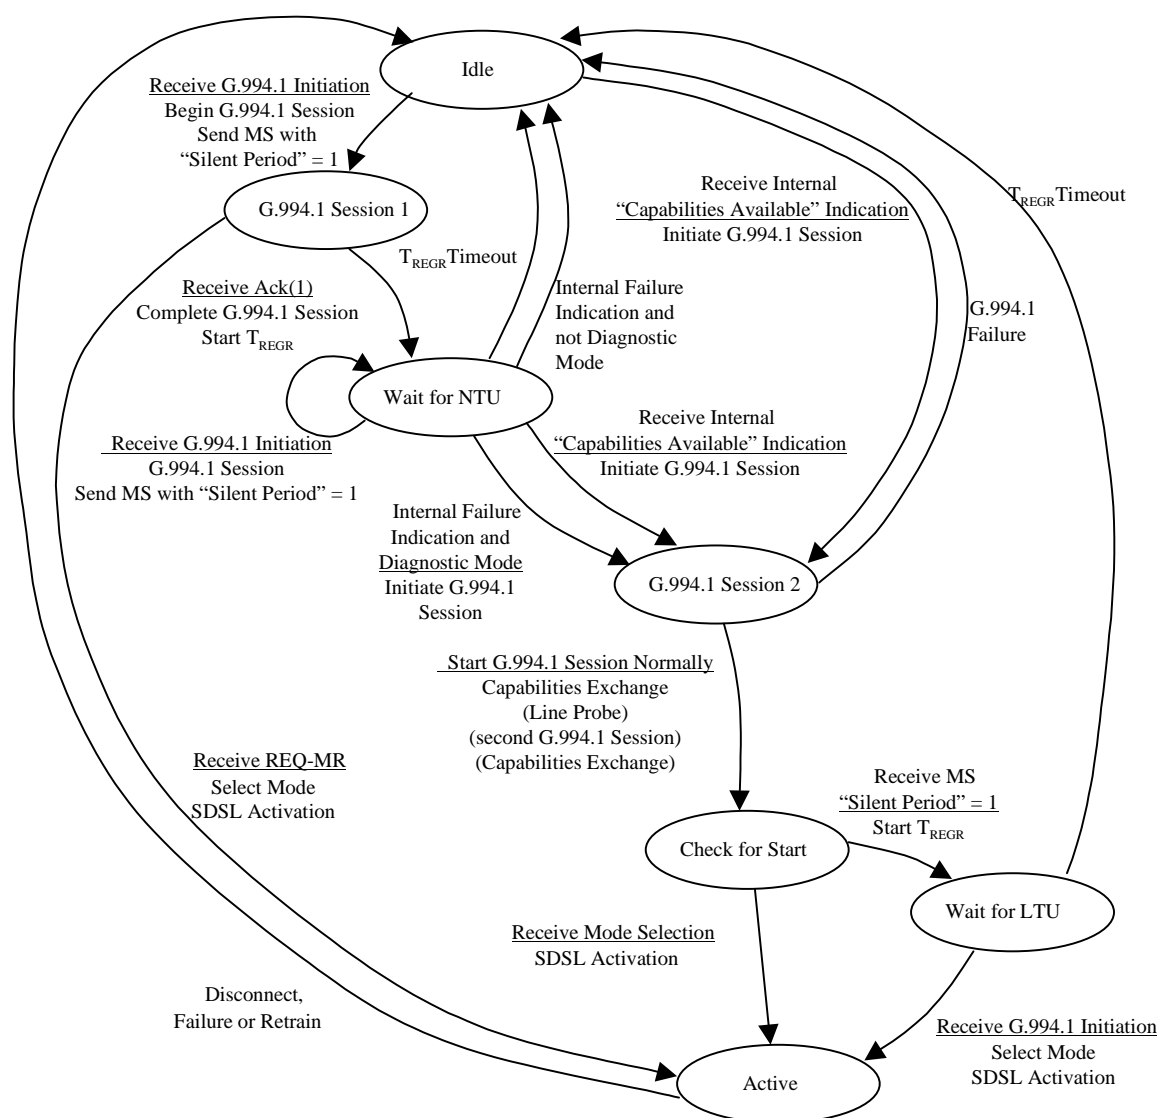 Idle
Receive G.994.1 Initiation
Begin G.994.1 Session
Send MS with
“Silent Period” = 1
G.994.1 Session 1
Receive Internal
“Capabilities Available” Indication
Initiate G.994.1 Session
TREGR Timeout
TREGR Timeout
Receive Ack(1)
Complete G.994.1 Session
Start TREGR
Internal Failure
Indication and
not Diagnostic
Mode
G.994.1
Failure
Wait for NTU
Receive G.994.1 Initiation
G.994.1 Session
Send MS with “Silent Period” = 1
Receive Internal
“Capabilities Available” Indication
Initiate G.994.1 Session
Internal Failure
Indication and
Diagnostic Mode
Initiate G.994.1
Session
G.994.1 Session 2
Start G.994.1 Session Normally
Capabilities Exchange
(Line Probe)
(second G.994.1 Session)
(Capabilities Exchange)
Receive REQ-MR
Select Mode
SDSL Activation
Receive MS
“Silent Period” = 1
Start TREGR
Check for Start
Wait for LTU
Receive Mode Selection
SDSL Activation
Disconnect,
Failure or Retrain
Receive G.994.1 Initiation
Select Mode
SDSL Activation
Active